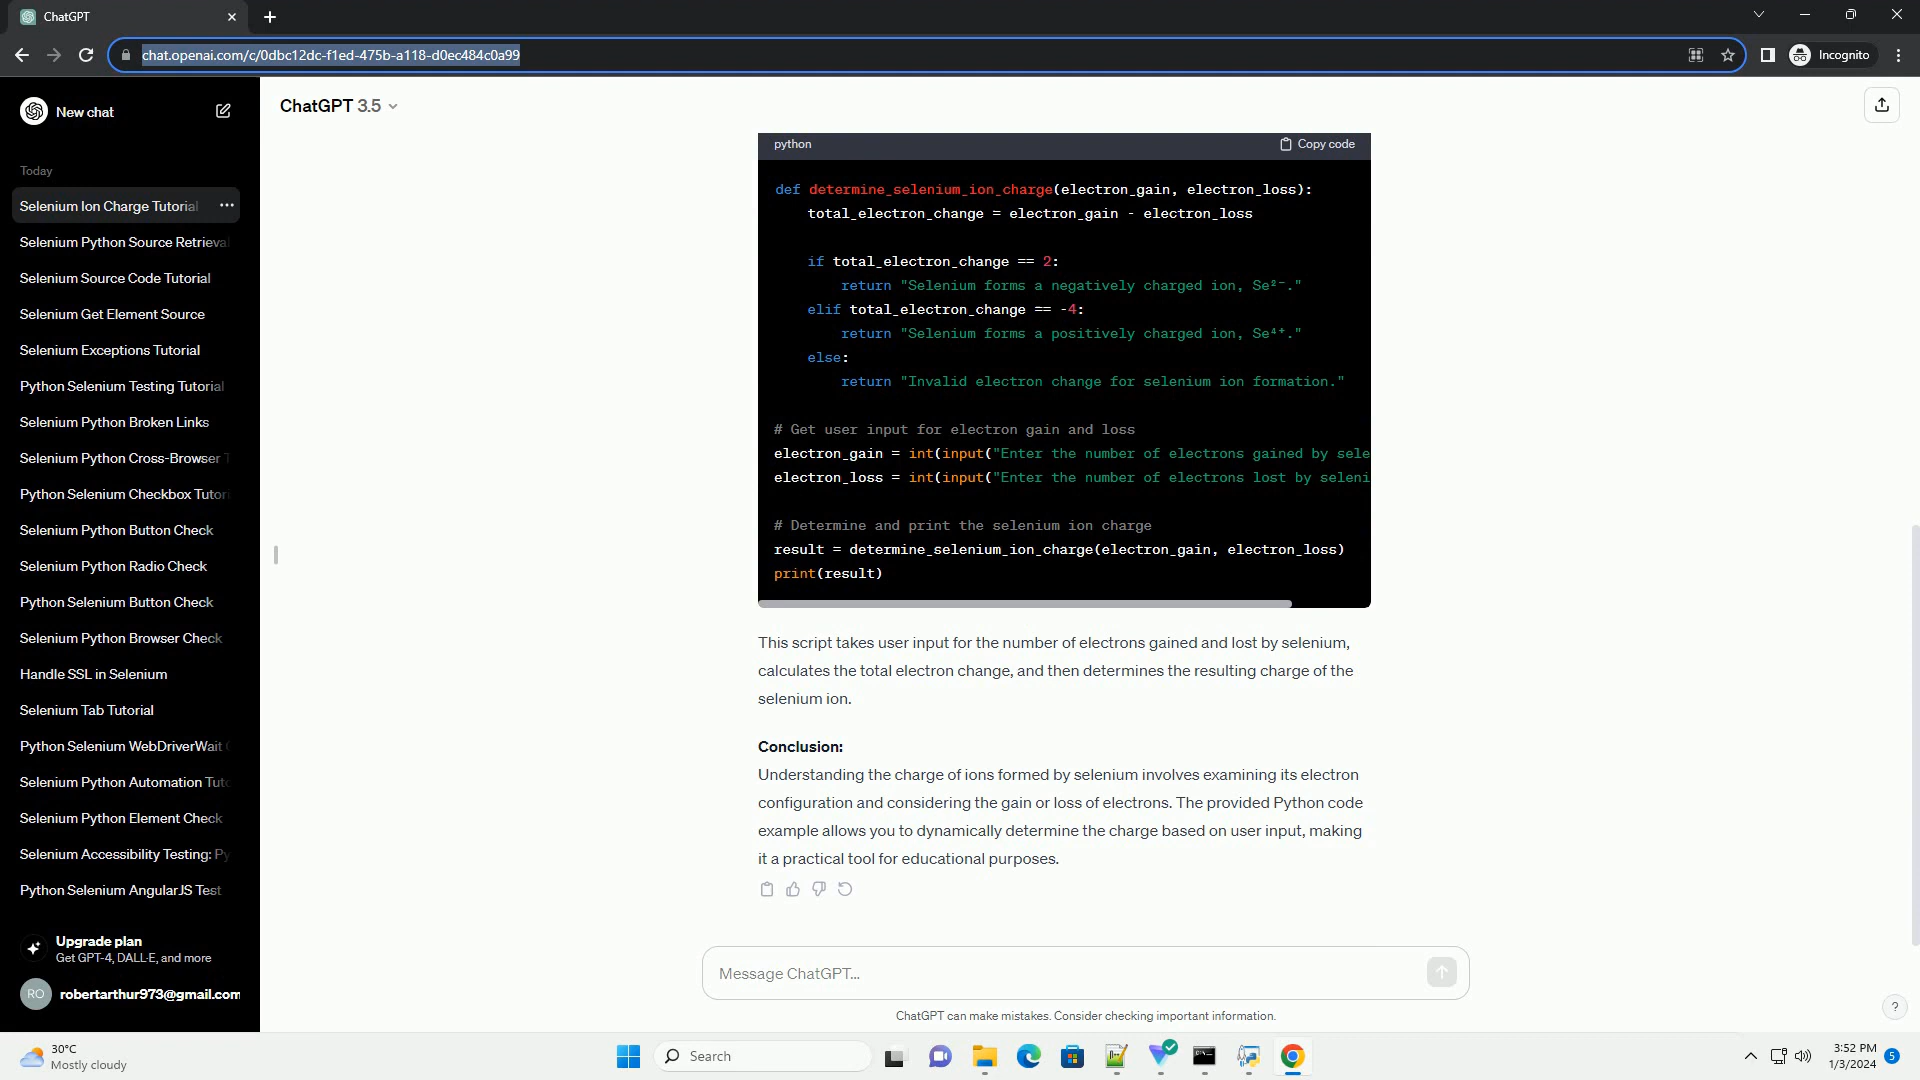 ChatGPT
chat.openai.com/c/0dbc12dc-f1ed-475b-a118-d0ec484c0a99
Incognito
New chat
ChatGPT 3.5
Today
Selenium Ion Charge Tutorial
Selenium Python Source Retrieval
Selenium Source Code Tutorial
Selenium Get Element Source
Selenium Exceptions Tutorial
Python Selenium Testing Tutorial
Selenium Python Broken Links
Selenium Python Cross-Browser T
Python Selenium Checkbox Tutori
Selenium Python Button Check
Selenium Python Radio Check
Python Selenium Button Check
Selenium Python Browser Check
Handle SSL in Selenium
Selenium Tab Tutorial
Python Selenium WebDriverWait
Selenium Python Automation Tuto
Selenium Python Element Check
Selenium Accessibility Testing: Py
Python Selenium AngularJS Test
Upgrade plan
Get GPT-4, DALL·E, and more
RO
robertarthur973@gmail.com
python
Copy code
def determine_selenium_ion_charge(electron_gain, electron_loss):
total_electron_change = electron_gain - electron_loss
if total_electron_change == 2:
return "Selenium forms a negatively charged ion, Se²⁻."
elif total_electron_change == -4:
return "Selenium forms a positively charged ion, Se⁴⁺."
else:
return "Invalid electron change for selenium ion formation."
# Get user input for electron gain and loss
electron_gain = int(input("Enter the number of electrons gained by sele
electron_loss = int(input("Enter the number of electrons lost by seleni
# Determine and print the selenium ion charge
result = determine_selenium_ion_charge(electron_gain, electron_loss)
print(result)
This script takes user input for the number of electrons gained and lost by selenium,
calculates the total electron change, and then determines the resulting charge of the
selenium ion.
Conclusion:
Understanding the charge of ions formed by selenium involves examining its electron
configuration and considering the gain or loss of electrons. The provided Python code
example allows you to dynamically determine the charge based on user input, making
it a practical tool for educational purposes.
Message ChatGPT...
ChatGPT can make mistakes. Consider checking important information.
?
30°C
Mostly cloudy
Search
3:52 PM
1/3/2024
5